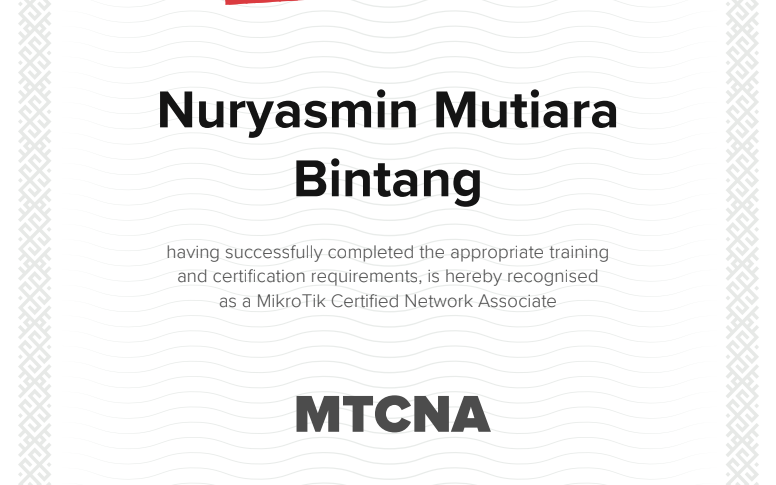 Nuryasmin Mutiara
Bintang
having successfully completed the appropriate training
and certification requirements, is hereby recognised
as a MikroTik Certified Network Associate
MTCNA